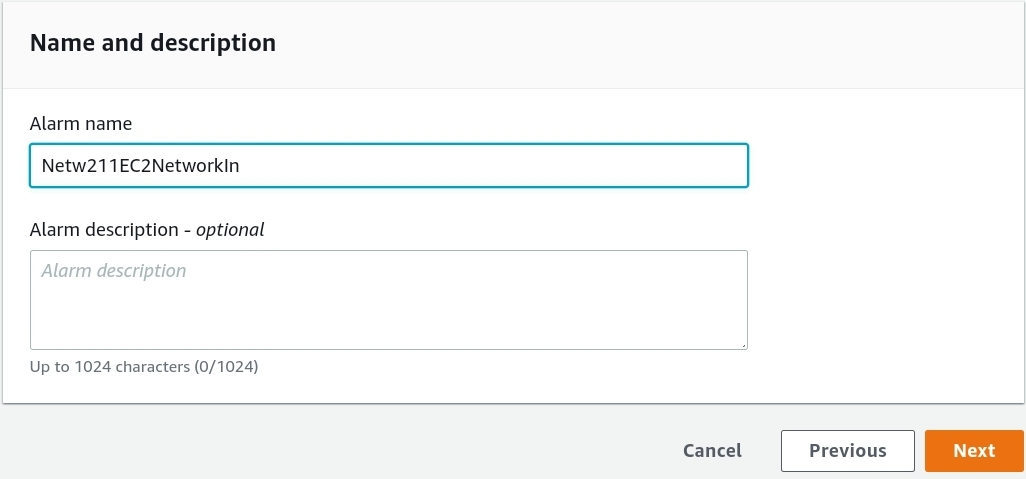 Name and description
Alarm name
Netw211EC2NetworkIn
Alarm description - optional
Alarm description
Up to 1024 characters (0/1024)
Cancel Previous Next